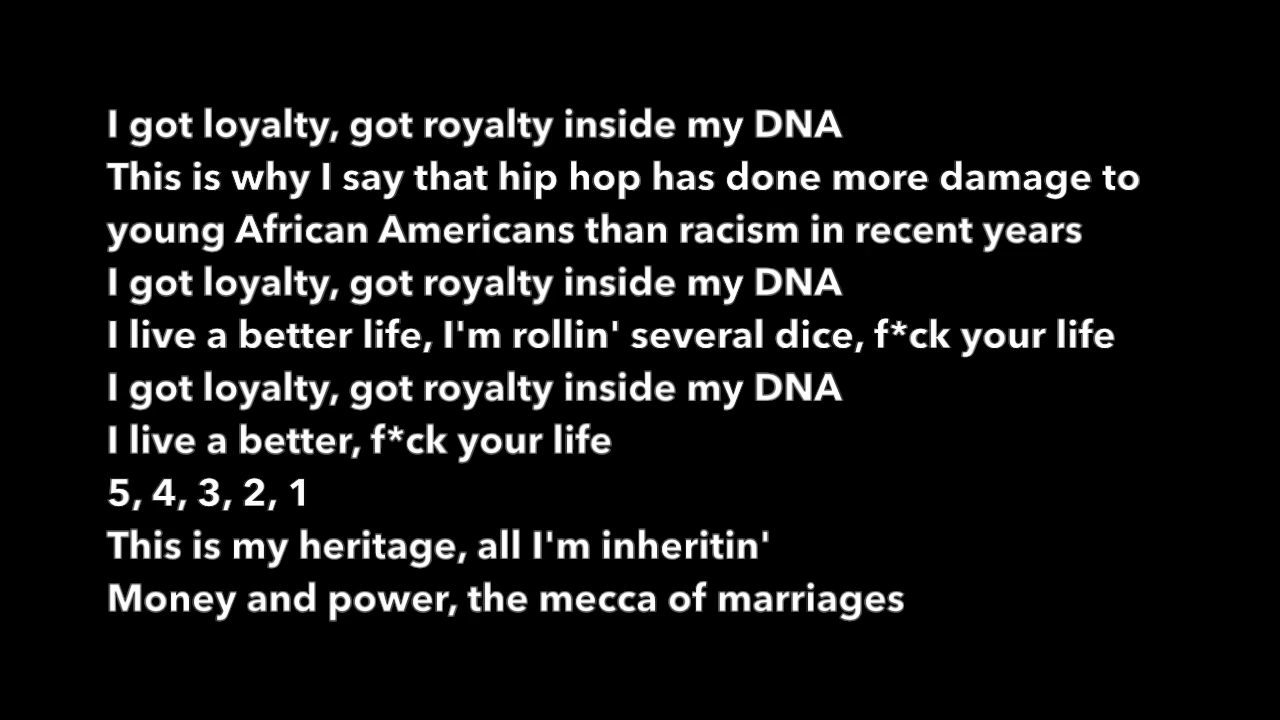 I got loyalty, got royalty inside my DNA
This is why I say that hip hop has done more damage to
young African Americans than racism in recent years
I got loyalty, got royalty inside my DNA
I live a better life, I'm rollin' several dice, f*ck your life
I got loyalty, got royalty inside my DNA
I live a better, f*ck your life
5, 4, 3, 2, 1
This is my heritage, all I'm inheritin'
Money and power, the mecca of marriages